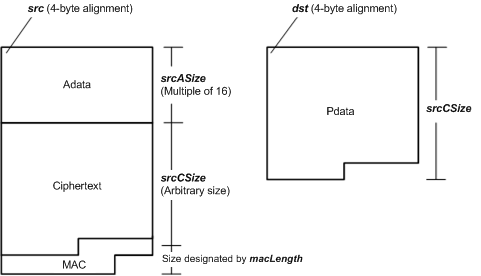 src (4-byte alignment)
dst (4-byte alignment)
Adata
srcASize
(Multiple of 16)
Pdata
srcCSize
Ciphertext
srcCSize
(Arbitrary size)
MAC
Size designated by macLength